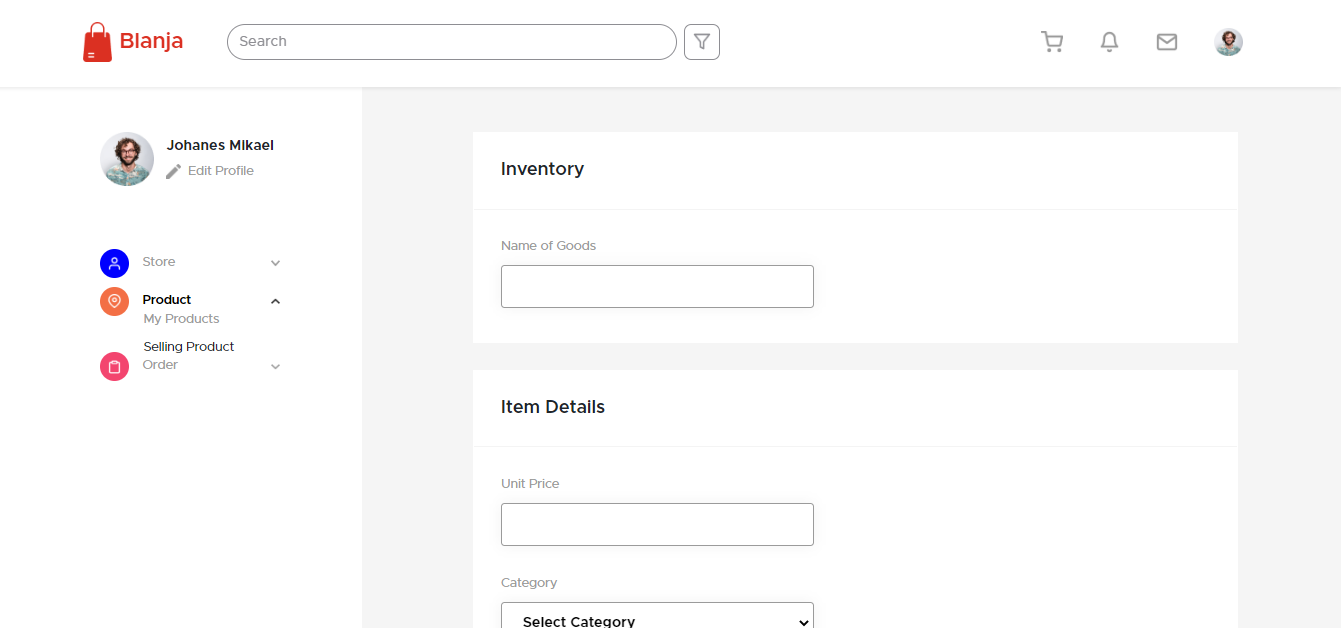 Blanja
Search
Johanes Mikael
Edit Profile
Store
Product
My Products
Selling Product
Order
Inventory
Name of Goods
Item Details
Unit Price
Category
Select Category